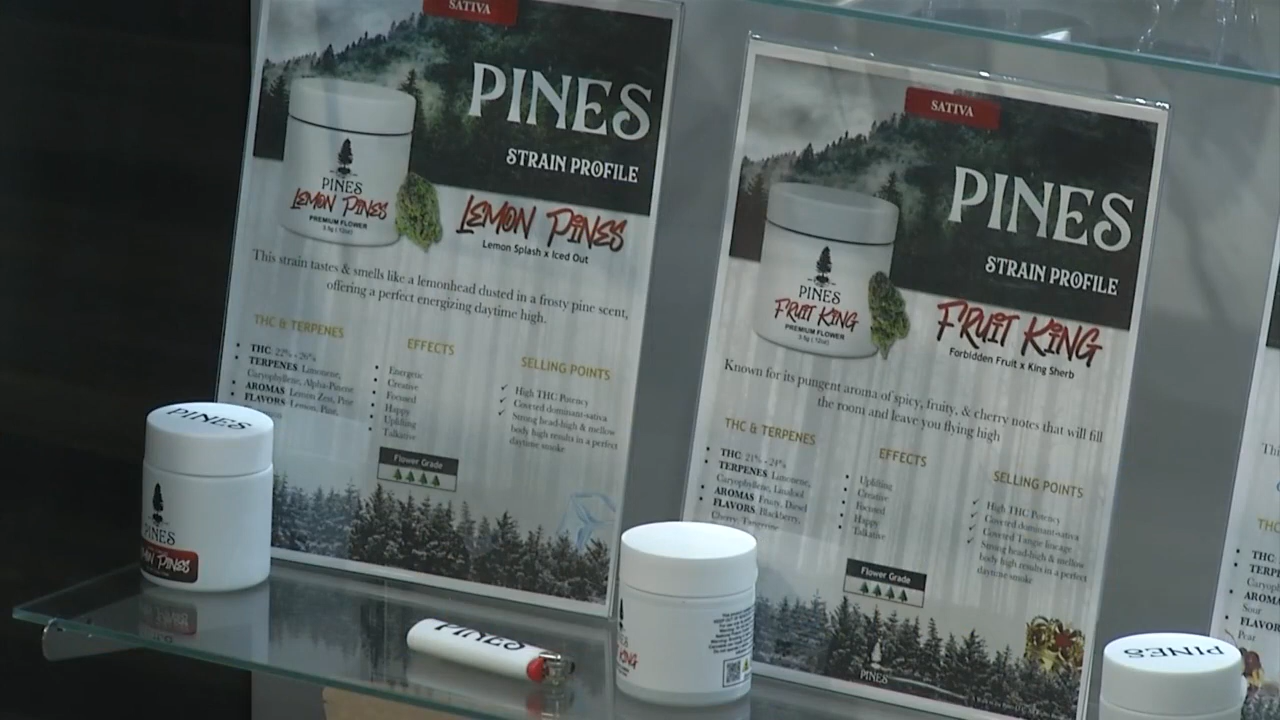 SATIVA
PINES
STRAIN PROFILE
PINES
LEMON PINES
PREMIUM FLOWER
LEMON PINES
Lemon Splash x Iced Out
This strain tastes & smells like a lemonhead dusted in a frosty pine scent,
offering a perfect energizing daytime high.
THC & TERPENES
THC: 22% - 26%
TERPENES: Limonene,
Caryophyllene, Alpha-Pinene
AROMAS: Lemon Zest, Pine
FLAVORS: Lemon, Pine,
EFFECTS
Energetic
Creative
Focused
Happy
Uplifting
Talkative
SELLING POINTS
High THC Potency
Coveted dominant-sativa
Strong head-high & mellow
body high results in a perfect
daytime smoke
Flower Grade
SATIVA
PINES
STRAIN PROFILE
PINES
FRUIT KING
PREMIUM FLOWER
FRUIT KING
Forbidden Fruit x King Sherb
Known for its pungent aroma of spicy, fruity, & cherry notes that will fill
the room and leave you flying high
THC & TERPENES
THC: 21% - 24%
TERPENES: Limonene,
Caryophyllene, Linalool
AROMAS: Fruity, Diesel
FLAVORS: Blackberry,
Cherry, Tangerine
EFFECTS
Uplifting
Creative
Focused
Happy
Talkative
SELLING POINTS
High THC Potency
Coveted dominant-sativa
Coveted Tangie lineage
Strong head-high & mellow
body high results in a perfect
daytime smoke
Flower Grade
PINES
PINES
PINES
PINES
PINES
PINES